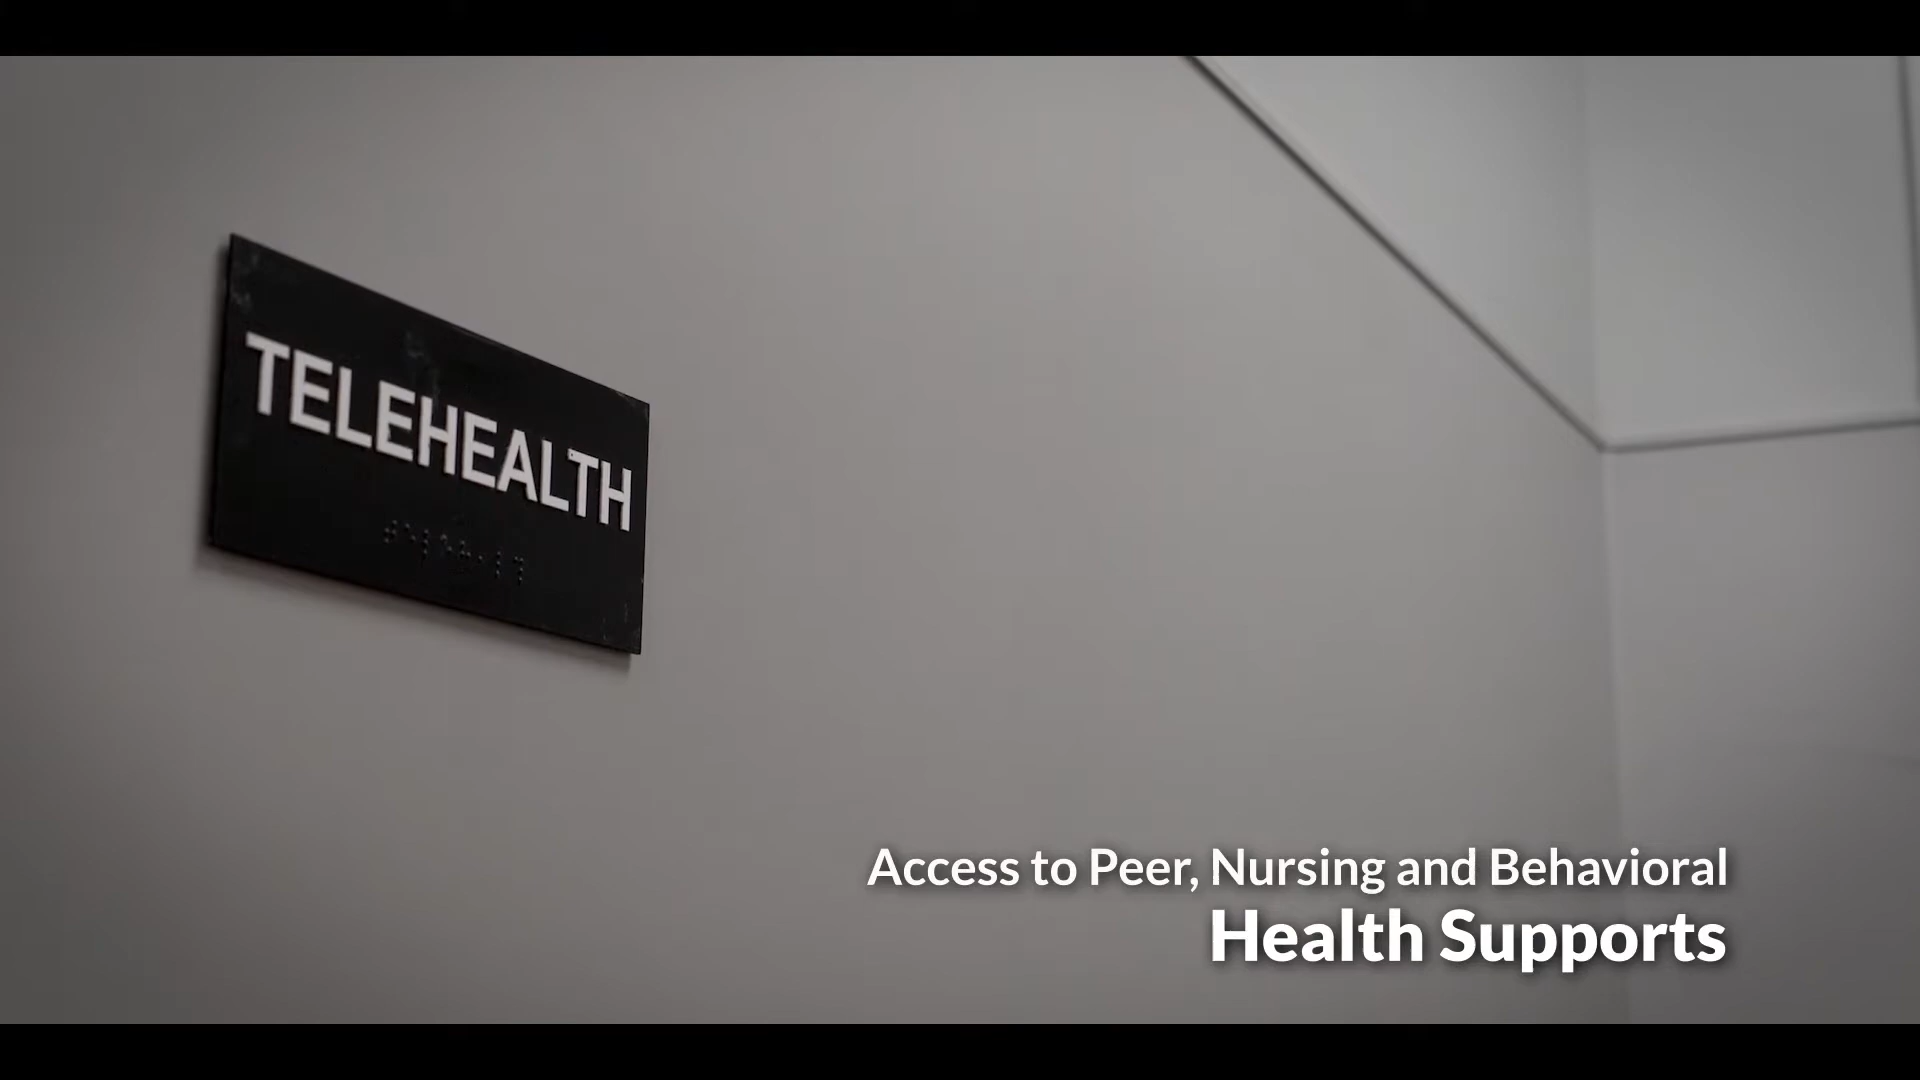 TELEHEALTH
Access to Peer, Nursing and Behavioral
Health Supports